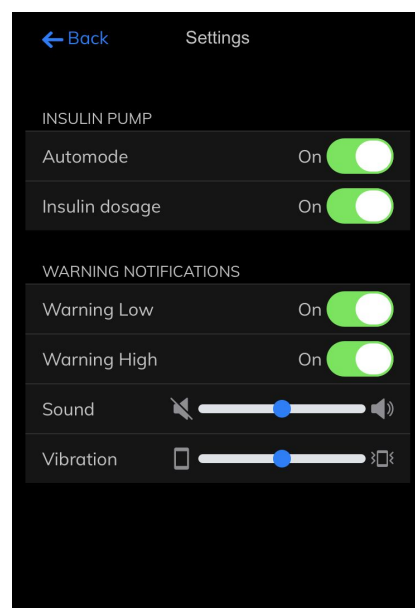 Back Settings
INSULIN PUMP
Automode On
Insulin dosage On
WARNING NOTIFICATIONS
Warning Low On
Warning High On
Sound
Vibration